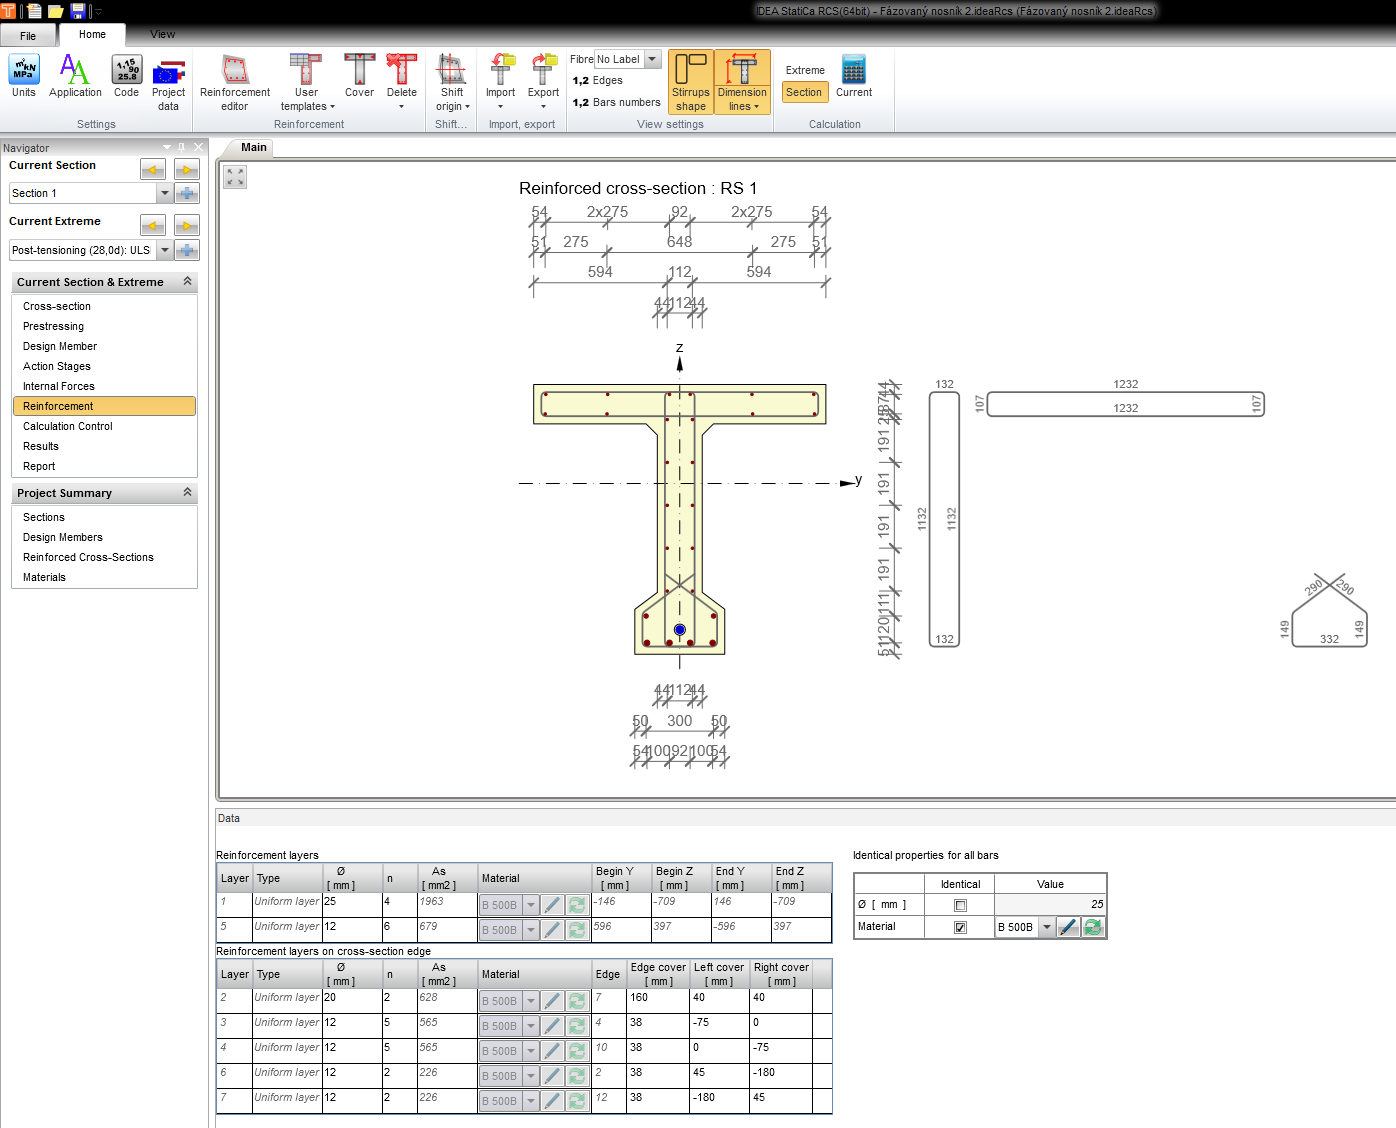 IDEA StatiCa RCS(64bit) - Fázovaný nosník 2.ideaRcs (Fázovaný nosník 2.ideaRcs)
File Home View
Units Application Code Project data
Settings
Reinforcement editor User templates Cover Delete
Reinforcement
Shift origin
Shift...
Import Export
Import, export
Fibre No Label
1,2 Edges
1,2 Bars numbers
Stirrups shape Dimension lines
View settings
Extreme
Section
Current
Calculation
Navigator
Current Section
Section 1
Current Extreme
Post-tensioning (28,0d): ULS
Current Section & Extreme
Cross-section
Prestressing
Design Member
Action Stages
Internal Forces
Reinforcement
Calculation Control
Results
Report
Project Summary
Sections
Design Members
Reinforced Cross-Sections
Materials
Main
Reinforced cross-section : RS 1
54 2x275 92 2x275 54
51 275 648 275 51
594 112 594
44 112 44
z
y
191
191
191
191
111
120
51
132
1132
1132
132
1232
107
1232
107
290
290
149
332
149
44 112 44
50 300 50
54 100 92 100 54
Data
Reinforcement layers
Layer Type Ø [ mm ] n As [ mm2 ] Material Begin Y [ mm ] Begin Z [ mm ] End Y [ mm ] End Z [ mm ]
1 Uniform layer 25 4 1963 B 500B -146 -709 146 -709
5 Uniform layer 12 6 679 B 500B 596 397 -596 397
Reinforcement layers on cross-section edge
Layer Type Ø [ mm ] n As [ mm2 ] Material Edge Edge cover [ mm ] Left cover [ mm ] Right cover [ mm ]
2 Uniform layer 20 2 628 B 500B 7 160 40 40
3 Uniform layer 12 5 565 B 500B 4 38 -75 0
4 Uniform layer 12 5 565 B 500B 10 38 0 -75
6 Uniform layer 12 2 226 B 500B 2 38 45 -180
7 Uniform layer 12 2 226 B 500B 12 38 -180 45
Identical properties for all bars
Identical Value
Ø [ mm ] 25
Material B 500B